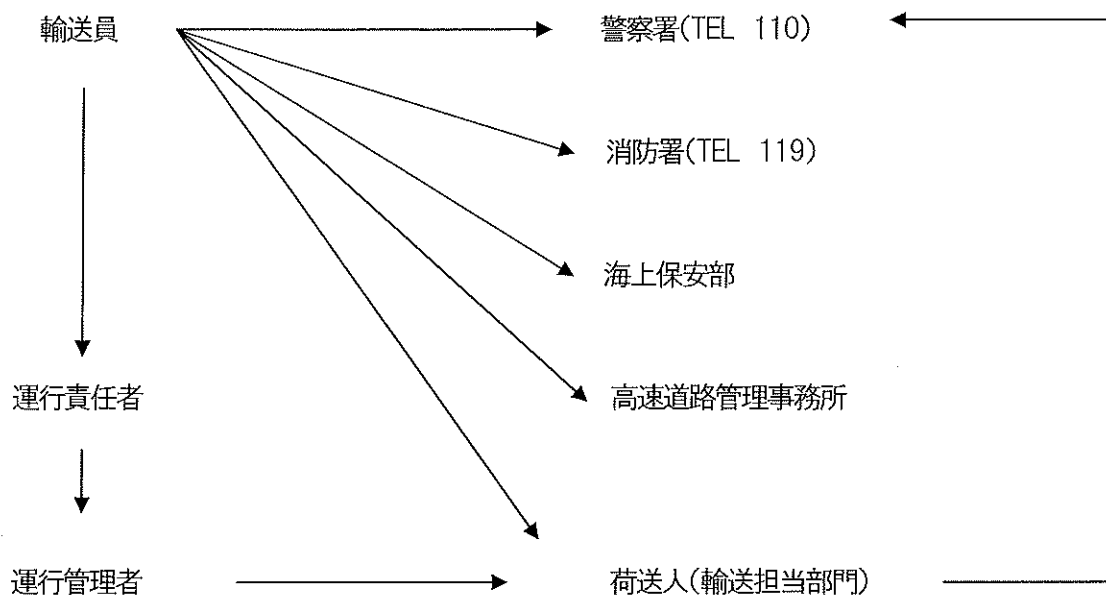 輸送員
警察署(TEL 110)
消防署(TEL 119)
海上保安部
運行責任者
高速道路管理事務所
運行管理者
荷送人(輸送担当部門)